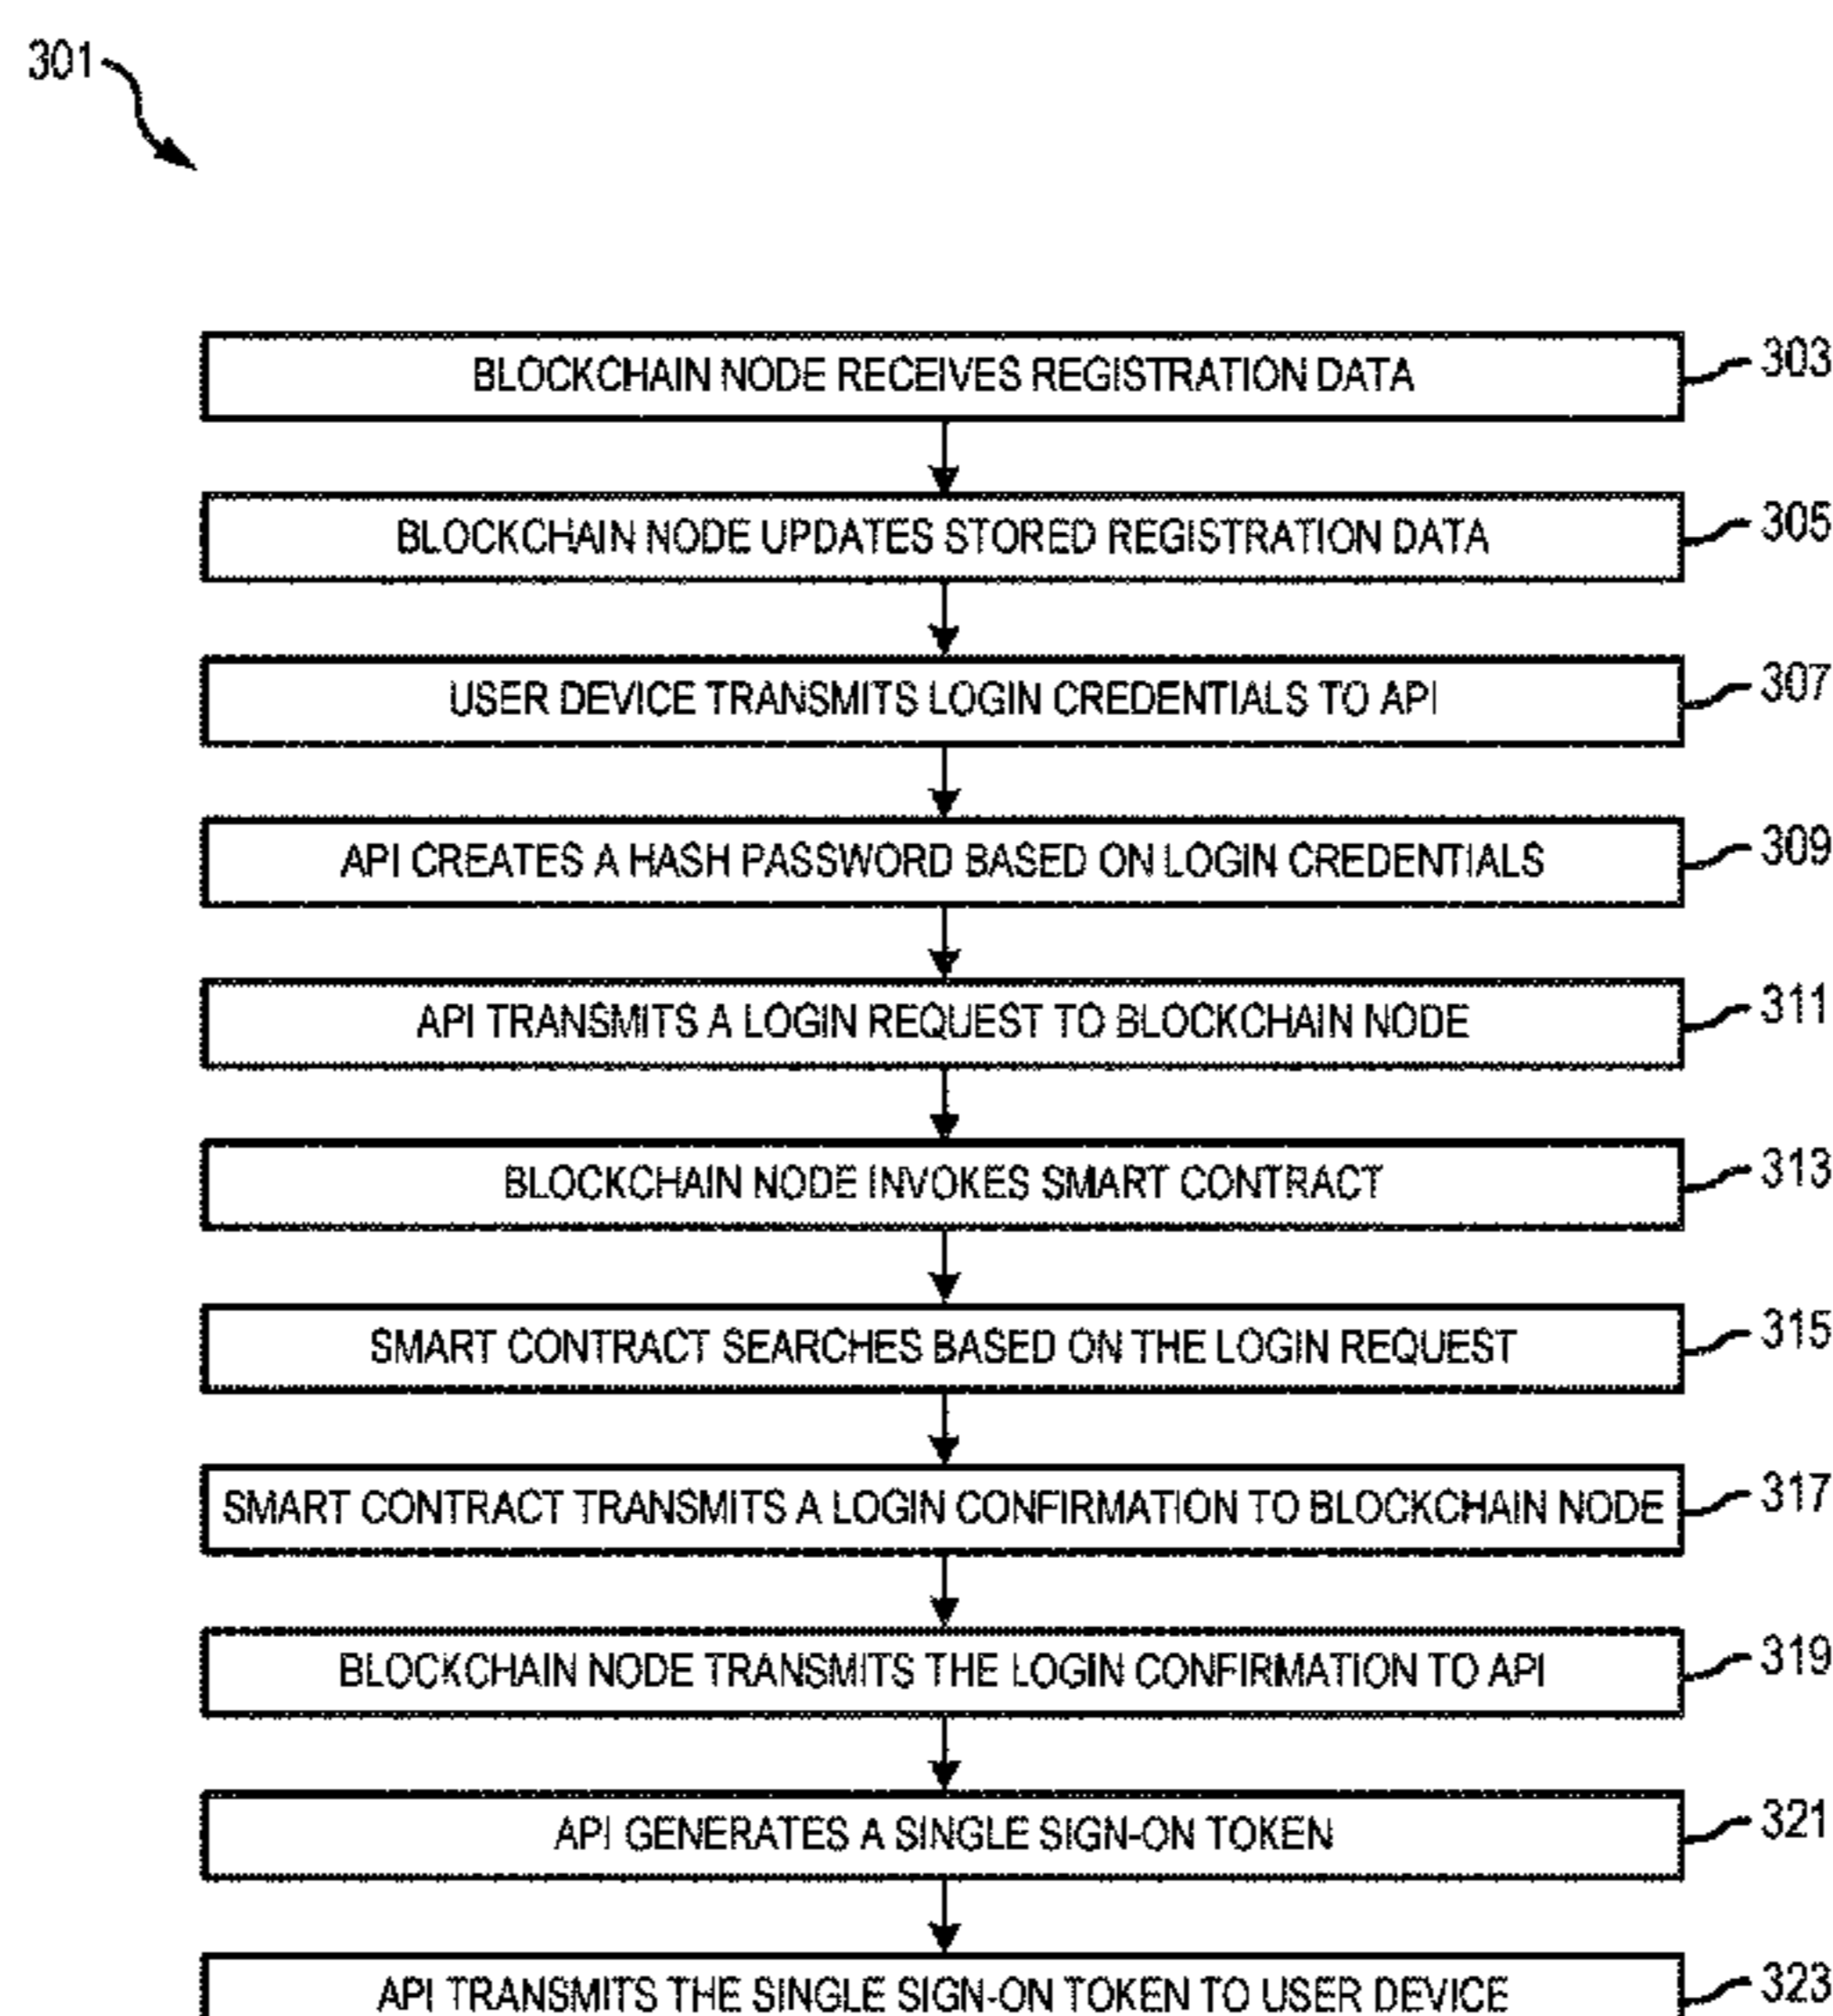 301
BLOCKCHAIN NODE RECEIVES REGISTRATION DATA 303
BLOCKCHAIN NODE UPDATES STORED REGISTRATION DATA 305
USER DEVICE TRANSMITS LOGIN CREDENTIALS TO API 307
API CREATES A HASH PASSWORD BASED ON LOGIN CREDENTIALS 309
API TRANSMITS A LOGIN REQUEST TO BLOCKCHAIN NODE 311
BLOCKCHAIN NODE INVOKES SMART CONTRACT 313
SMART CONTRACT SEARCHES BASED ON THE LOGIN REQUEST 315
SMART CONTRACT TRANSMITS A LOGIN CONFIRMATION TO BLOCKCHAIN NODE 317
BLOCKCHAIN NODE TRANSMITS THE LOGIN CONFIRMATION TO API 319
API GENERATES A SINGLE SIGN-ON TOKEN 321
API TRANSMITS THE SINGLE SIGN-ON TOKEN TO USER DEVICE 323